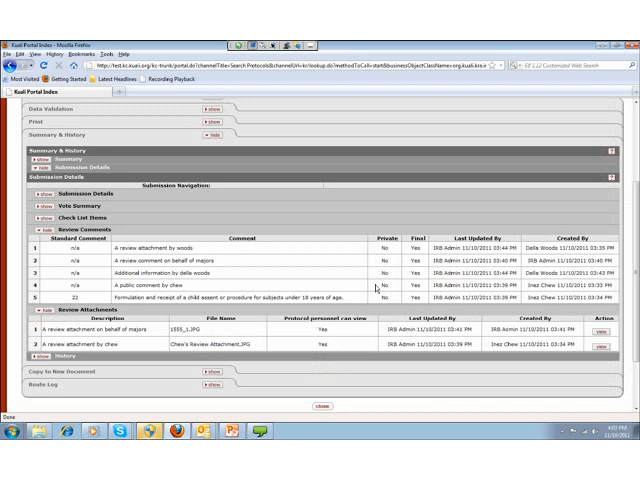 Kuali Portal Index - Mozilla Firefox
File Edit View History Bookmarks Tools Help
http://test.kc.kuali.org/kc-trunk/portal.do?channelTitle=Search Protocols&channelUrl=kr/lookup.do?methodToCall=start&businessObjectClassName=org.kuali.kra.ir
EF 1.12 Customized Web Search
Most Visited Getting Started Latest Headlines Recording Playback
Kuali Portal Index
Data Validation show
Print show
Summary & History hide
Summary & History
show Summary
hide Submission Details
Submission Details
Submission Navigation:
show Submission Details
show Vote Summary
show Check List Items
hide Review Comments
Standard Comment Comment Private Final Last Updated By Created By
1 n/a A review attachment by woods No Yes IRB Admin 11/10/2011 03:44 PM Della Woods 11/10/2011 03:35 PM
2 n/a A review comment on behalf of majors No Yes IRB Admin 11/10/2011 03:40 PM IRB Admin 11/10/2011 03:40 PM
3 n/a Additional information by della woods No Yes IRB Admin 11/10/2011 03:44 PM Della Woods 11/10/2011 03:43 PM
4 n/a A public comment by chew No Yes IRB Admin 11/10/2011 03:39 PM Inez Chew 11/10/2011 03:34 PM
5 22 Formulation and receipt of a child assent or procedure for subjects under 18 years of age. No Yes IRB Admin 11/10/2011 03:39 PM Inez Chew 11/10/2011 03:33 PM
hide Review Attachments
Description File Name Protocol personnel can view Last Updated By Created By Action
1 A review attachment on behalf of majors 1555_1.JPG Yes IRB Admin 11/10/2011 03:41 PM IRB Admin 11/10/2011 03:41 PM view
2 A review attachment by chew Chew's Review Attachment.JPG Yes IRB Admin 11/10/2011 03:39 PM Inez Chew 11/10/2011 03:34 PM view
show History
Copy to New Document show
Route Log show
close
Done
4:02 PM
11/10/2011